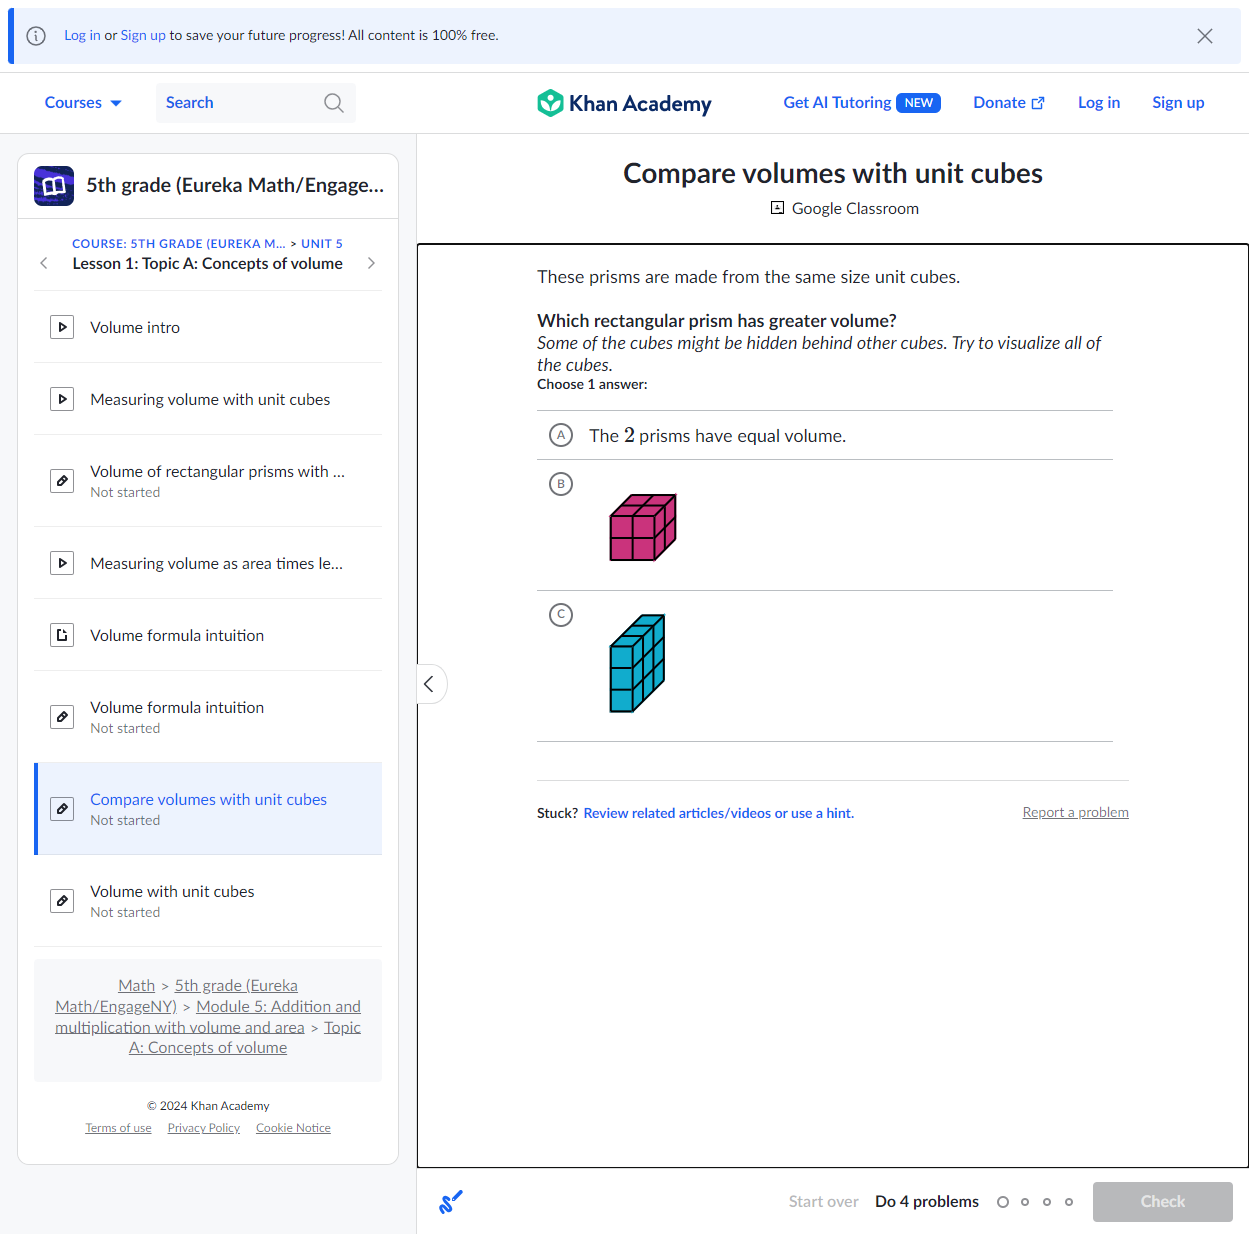 Log in or Sign up to save your future progress! All content is 100% free.
Courses
Search
Khan Academy
Get AI Tutoring NEW
Donate
Log in
Sign up
5th grade (Eureka Math/Engage...
COURSE: 5TH GRADE (EUREKA M... > UNIT 5
Lesson 1: Topic A: Concepts of volume
Volume intro
Measuring volume with unit cubes
Volume of rectangular prisms with ...
Not started
Measuring volume as area times le...
Volume formula intuition
Volume formula intuition
Not started
Compare volumes with unit cubes
Not started
Volume with unit cubes
Not started
Math > 5th grade (Eureka
Math/EngageNY) > Module 5: Addition and
multiplication with volume and area > Topic
A: Concepts of volume
© 2024 Khan Academy
Terms of use Privacy Policy Cookie Notice
Compare volumes with unit cubes
Google Classroom
These prisms are made from the same size unit cubes.
Which rectangular prism has greater volume?
Some of the cubes might be hidden behind other cubes. Try to visualize all of
the cubes.
Choose 1 answer:
A The 2 prisms have equal volume.
B
C
Stuck? Review related articles/videos or use a hint.
Report a problem
Start over
Do 4 problems
Check